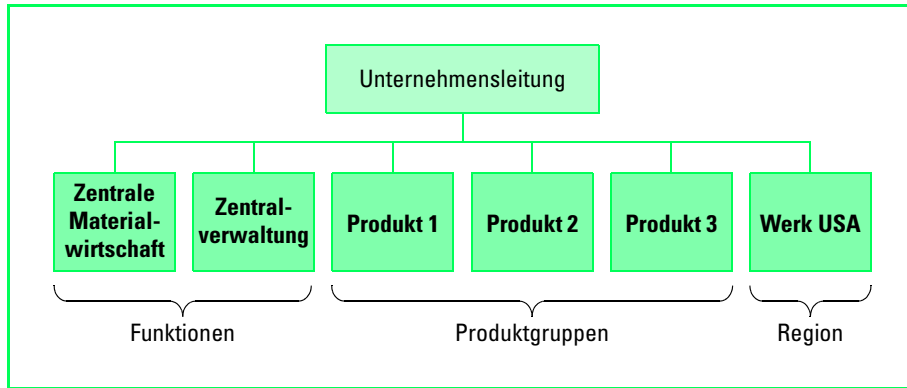 Unternehmensleitung
Zentrale
Material-
wirtschaft
Zentral-
verwaltung
Produkt 1
Produkt 2
Produkt 3
Werk USA
Funktionen
Produktgruppen
Region